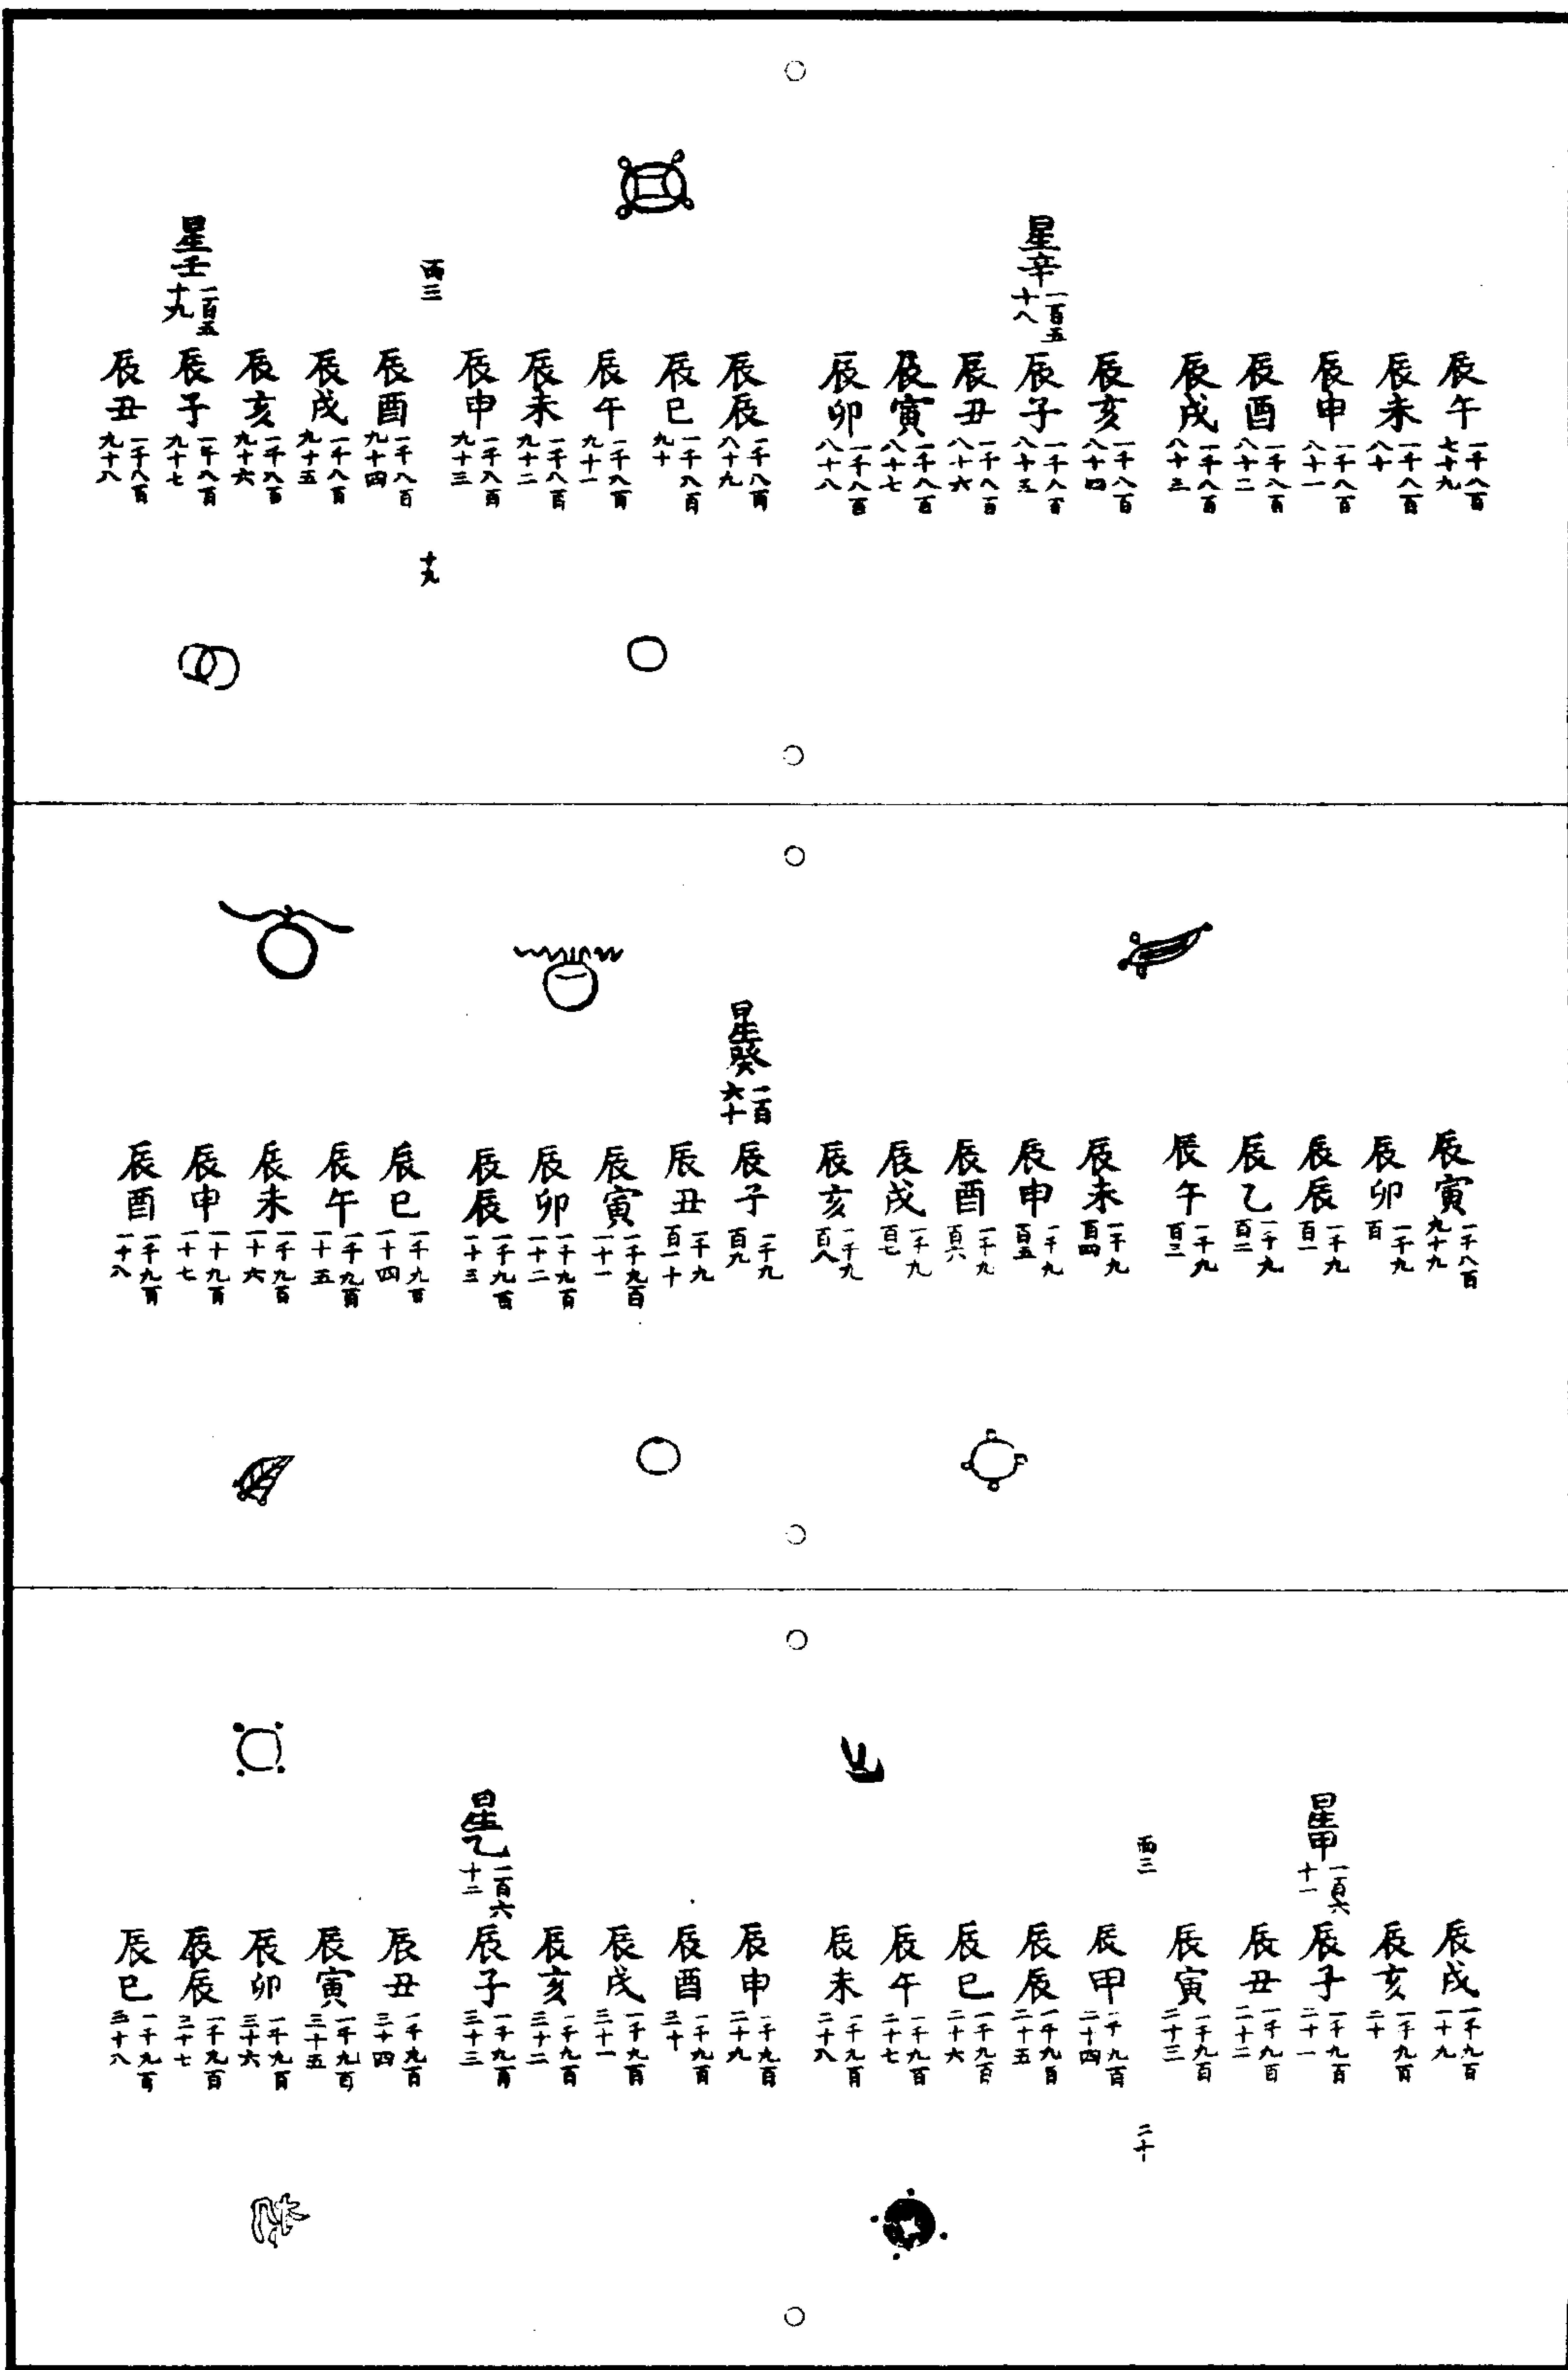 辰午一千八百七十九
辰未一千八百八十
辰申一千八百八十一
辰酉一千八百八十二
辰戌一千八百八十三
辰亥一千八百八十四
星辛一百五十八
辰子一千八百八十五
辰丑一千八百八十六
辰寅一千八百八十七
辰卯一千八百八十八
辰辰一千八百八十九
辰巳一千八百九十
辰午一千八百九十一
辰未一千八百九十二
辰申一千八百九十三
雨三
十九
辰酉一千八百九十四
辰戌一千八百九十五
辰亥一千八百九十六
星壬一百五十九
辰子一千八百九十七
辰丑一千八百九十八
辰寅一千八百九十九
辰卯一千九百
辰辰一千九百一
辰乙一千九百二
辰午一千九百三
辰未一千九百四
辰申一千九百五
辰酉一千九百六
辰戌一千九百七
辰亥一千九百八
星癸一百六十
辰子一千九百九
辰丑一千九百一十
辰寅一千九百一十一
辰卯一千九百一十二
辰辰一千九百一十三
辰巳一千九百一十四
辰午一千九百一十五
辰未一千九百一十六
辰申一十九百一十七
辰酉一千九百一十八
辰戌一千九百一十九
辰亥一千九百二十
星甲一百六十一
辰子一千九百二十一
辰丑一千九百二十二
辰寅一千九百二十三
雨三
二十
辰甲一千九百二十四
辰辰一千九百二十五
辰巳一千九百二十六
辰午一千九百二十七
辰未一千九百二十八
辰申一千九百二十九
辰酉一千九百三十
辰戌一千九百三十一
辰亥一千九百三十二
星乙一百六十二
辰子一千九百三十三
辰丑一千九百三十四
辰寅一千九百三十五
辰卯一千九百三十六
辰辰一千九百三十七
辰巳一千九百三十八